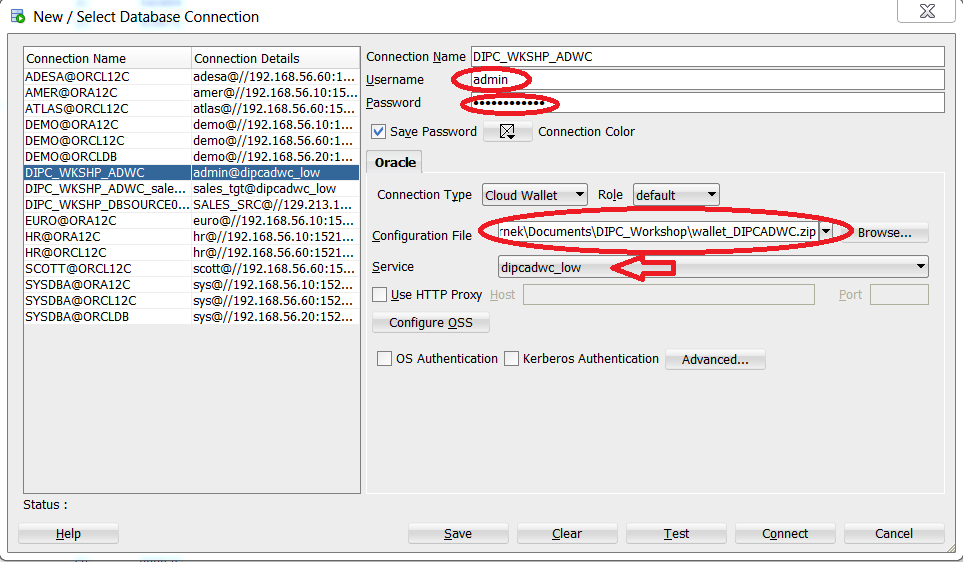 New / Select Database Connection
Connection Name Connection Details
ADESA@ORCL12C adesa@//192.168.56.60:1...
AMER@ORA12C amer@//192.168.56.10:15...
ATLAS@ORCL12C atlas@//192.168.56.60:15...
DEMO@ORA12C demo@//192.168.56.10:1...
DEMO@ORCL12C demo@//192.168.56.60:1...
DEMO@ORCLDB demo@//192.168.56.20:1...
DIPC_WKSHP_ADWC admin@dipcadwc_low
DIPC_WKSHP_ADWC_sale... sales_tgt@dipcadwc_low
DIPC_WKSHP_DBSOURCE0... SALES_SRC@//129.213.1...
EURO@ORA12C euro@//192.168.56.10:15...
HR@ORA12C hr@//192.168.56.10:1521...
HR@ORCL12C hr@//192.168.56.60:1521...
SCOTT@ORCL12C scott@//192.168.56.60:15...
SYSDBA@ORA12C sys@//192.168.56.10:152...
SYSDBA@ORCL12C sys@//192.168.56.60:152...
SYSDBA@ORCLDB sys@//192.168.56.20:152...
Connection Name DIPC_WKSHP_ADWC
Username admin
Password ••••••••••••
Save Password Connection Color
Oracle
Connection Type Cloud Wallet Role default
Configuration File rnek\Documents\DIPC_Workshop\wallet_DIPCADWC.zip Browse...
Service dipcadwc_low
Use HTTP Proxy Host Port
Configure OSS
OS Authentication Kerberos Authentication Advanced...
Status :
Help Save Clear Test Connect Cancel